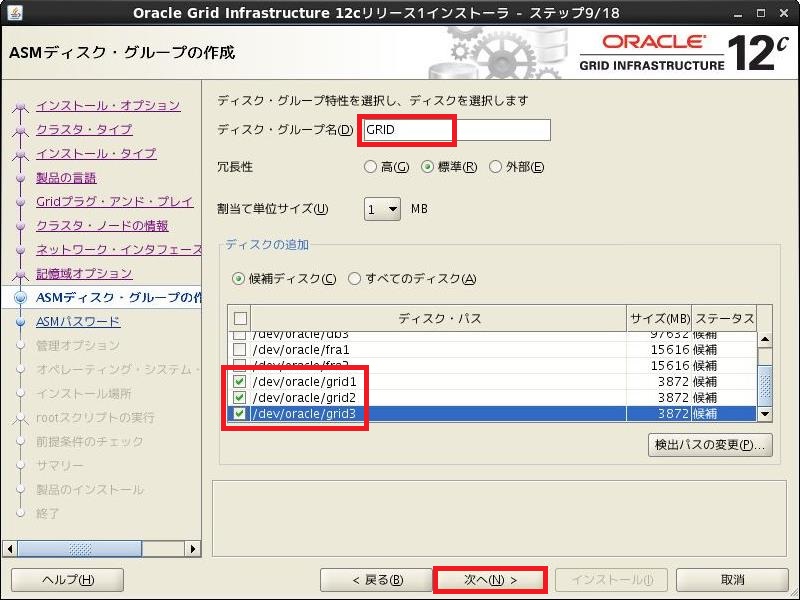 Oracle Grid Infrastructure 12cリリース1インストーラ - ステップ9/18
ASMディスク・グループの作成
ORACLE
GRID INFRASTRUCTURE 12c
インストール・オプション
クラスタ・タイプ
インストール・タイプ
製品の言語
Gridプラグ・アンド・プレイ
クラスタ・ノードの情報
ネットワーク・インタフェース
記憶域オプション
ASMディスク・グループの作
ASMパスワード
管理オプション
オペレーティング・システム・
インストール場所
rootスクリプトの実行
前提条件のチェック
サマリー
製品のインストール
終了
ディスク・グループ特性を選択し、ディスクを選択します
ディスク・グループ名(D) GRID
冗長性 高(G) 標準(R) 外部(E)
割当て単位サイズ(U) 1 MB
ディスクの追加
候補ディスク(C) すべてのディスク(A)
ディスク・パス サイズ(MB) ステータス
/dev/oracle/db3 97632 候補
/dev/oracle/fra1 15616 候補
/dev/oracle/fra2 15616 候補
/dev/oracle/grid1 3872 候補
/dev/oracle/grid2 3872 候補
/dev/oracle/grid3 3872 候補
検出パスの変更(P)...
ヘルプ(H) < 戻る(B) 次へ(N) > インストール(I) 取消